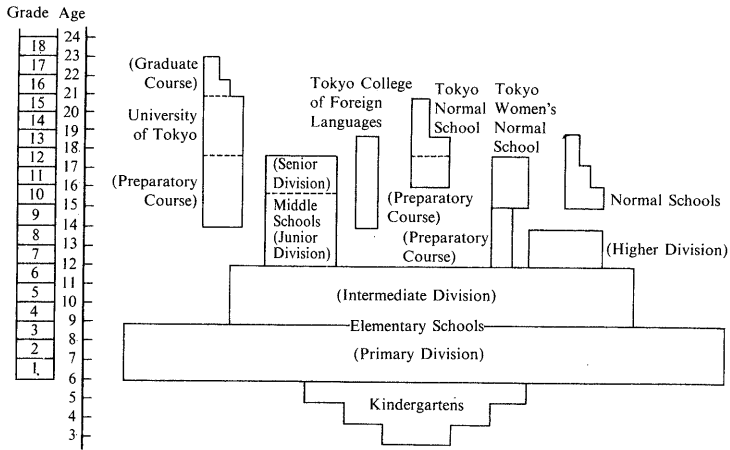 Grade Age
18
17
16
15
14
13
12
11
10
9
8
7
6
5
4
3
2
1.
24
23
22
21
20
19
18
17
16
15
14
13
12
11
10
9
8
7
6
5
4
3
(Graduate
Course)
University
of Tokyo
(Preparatory
Course)
(Senior
Division)
Middle
Schools
(Junior
Division)
Tokyo College
of Foreign
Languages
Tokyo
Normal
School
(Preparatory
Course)
Tokyo
Women's
Normal
School
(Preparatory
Course)
Normal Schools
(Higher Division)
(Intermediate Division)
Elementary Schools
(Primary Division)
Kindergartens